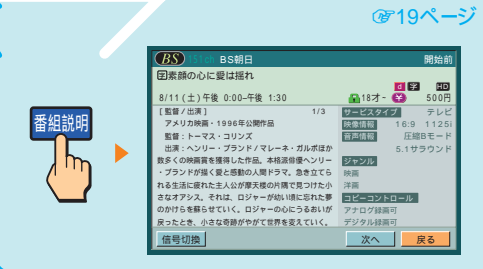 ☞19ページ
番組説明
BS 151ch BS朝日 開始前
字素顔の心に愛は揺れ
d 字 HD
8/11(土)午後 0:00−午後 1:30 18才− ¥ 500円
[監督/出演] 1/3
アメリカ映画・1996年公開作品
監督：トーマス・コリンズ
出演：ヘンリー・ブランド/マレーネ・ガルボほか
数多くの映画賞を獲得した作品。本格派俳優ヘンリー
・ブランドが描く愛と感動の人間ドラマ。急き立てら
れる生活に疲れた主人公が摩天楼の片隅で見つけた小
さなオアシス。それは、ロジャーが幼い頃に忘れた夢
のかけらを蘇らせていく。ロジャーの心にうるおいが
戻ったとき、小さな奇跡がやがて世界を変えていく。
サービスタイプ テレビ
映像情報 16:9 1125i
音声情報 圧縮Bモード
5.1サラウンド
ジャンル
映画
洋画
コピーコントロール
アナログ録画可
デジタル録画可
信号切換 次へ 戻る